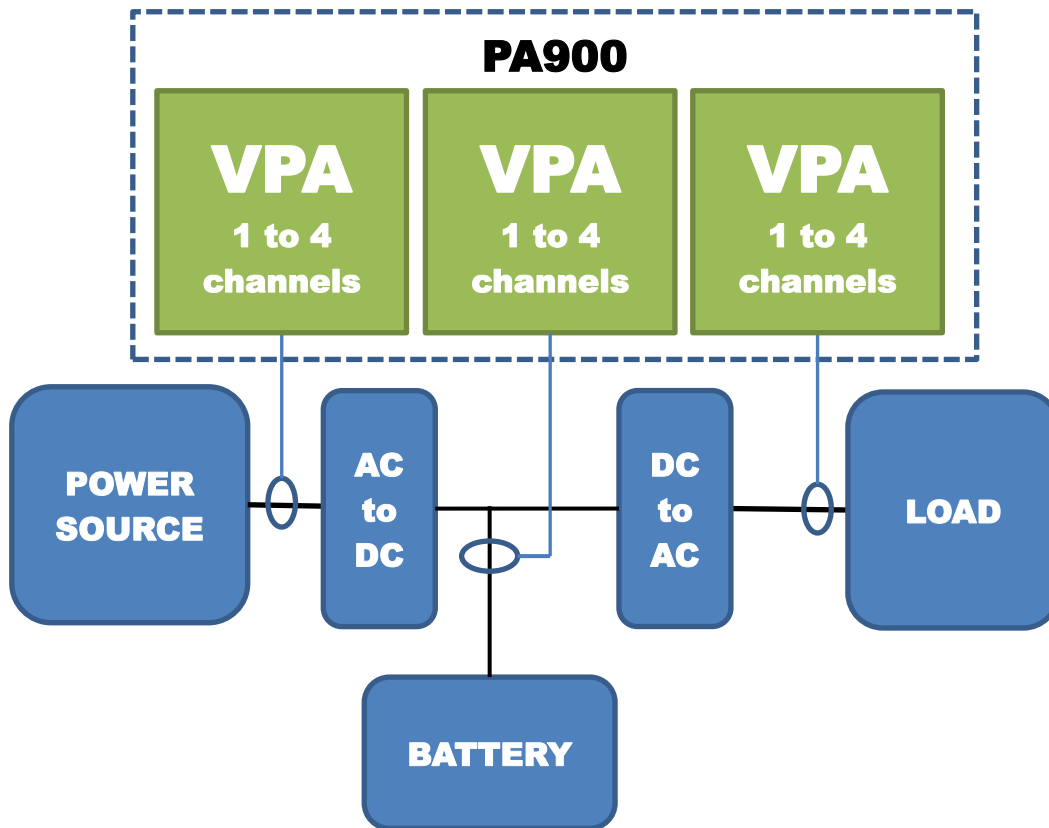 PA900
VPA
1 to 4
channels
VPA
1 to 4
channels
VPA
1 to 4
channels
POWER
SOURCE
AC
to
DC
DC
to
AC
LOAD
BATTERY